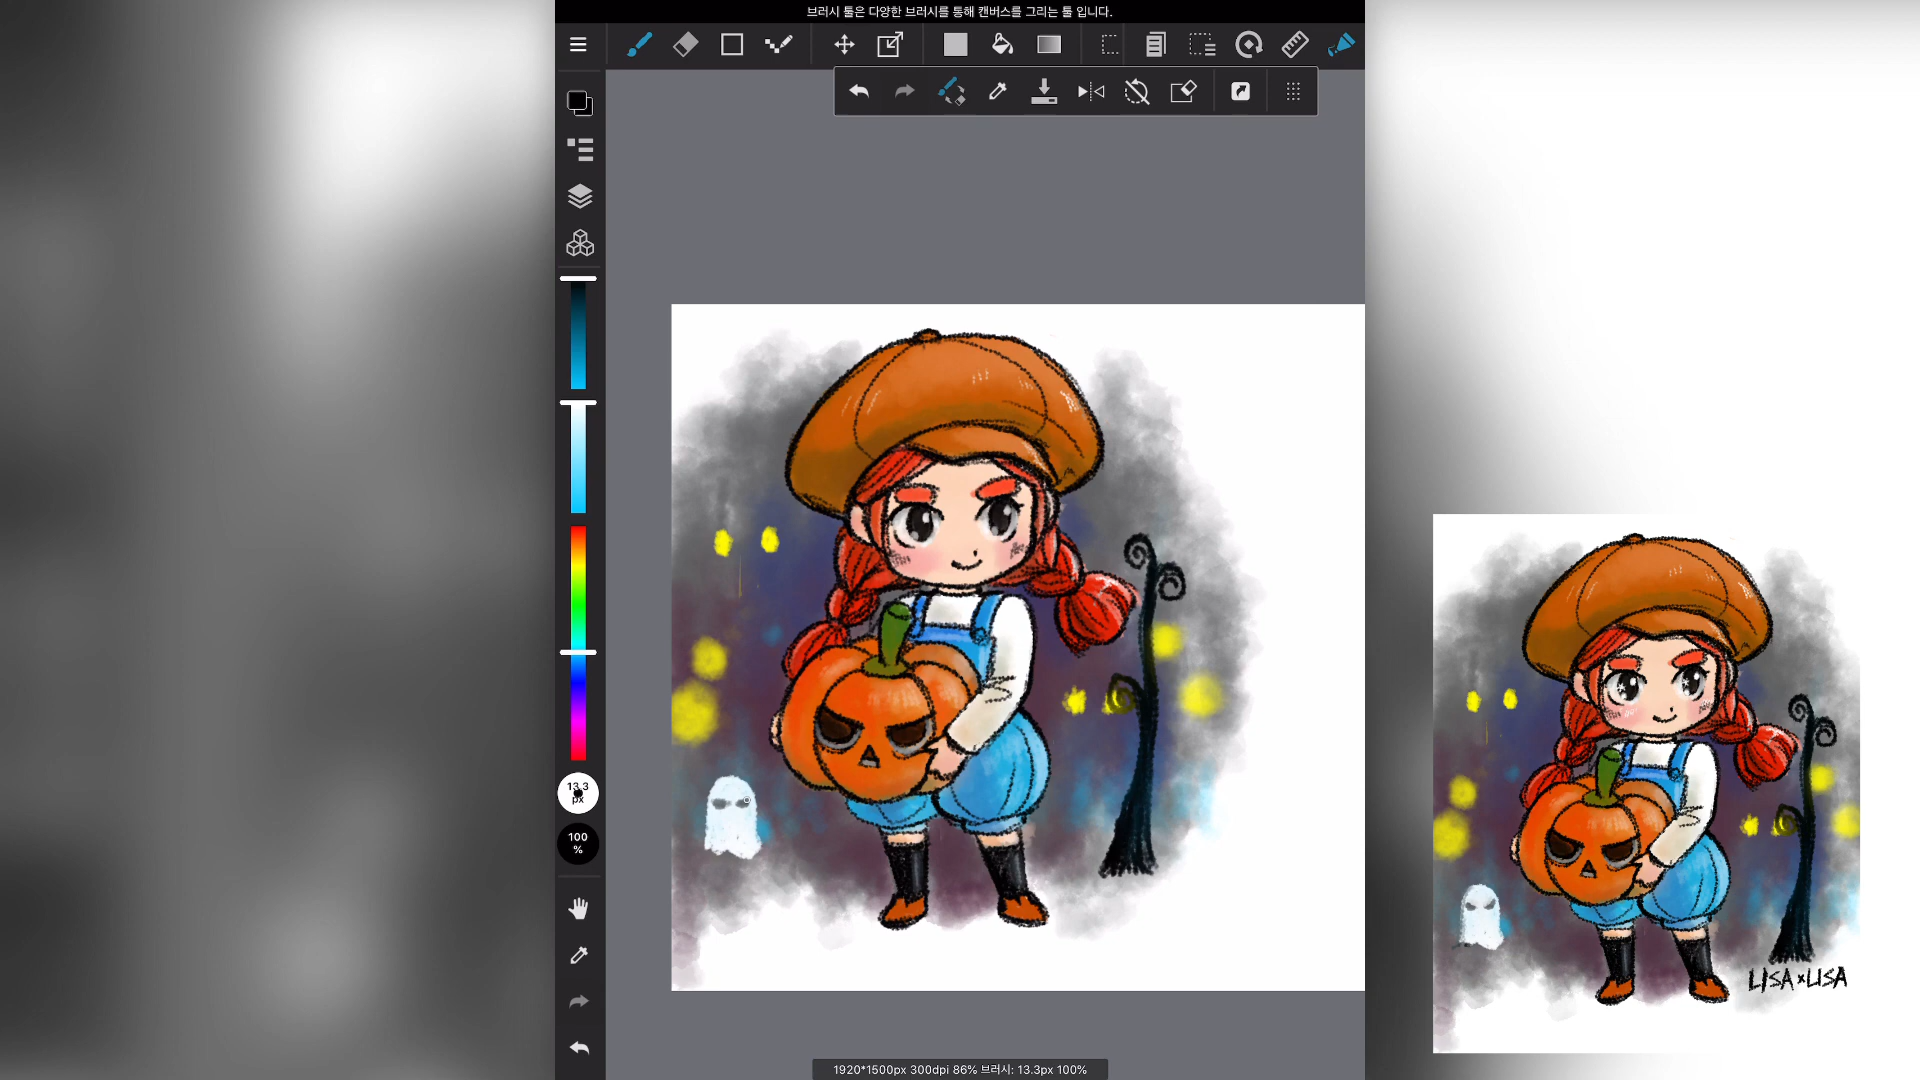 브러시 툴은 다양한 브러시를 통해 캔버스를 그리는 툴 입니다.
13.3
px
100
%
LISA×LISA
1920*1500px 300dpi 86% 브러시: 13.3px 100%